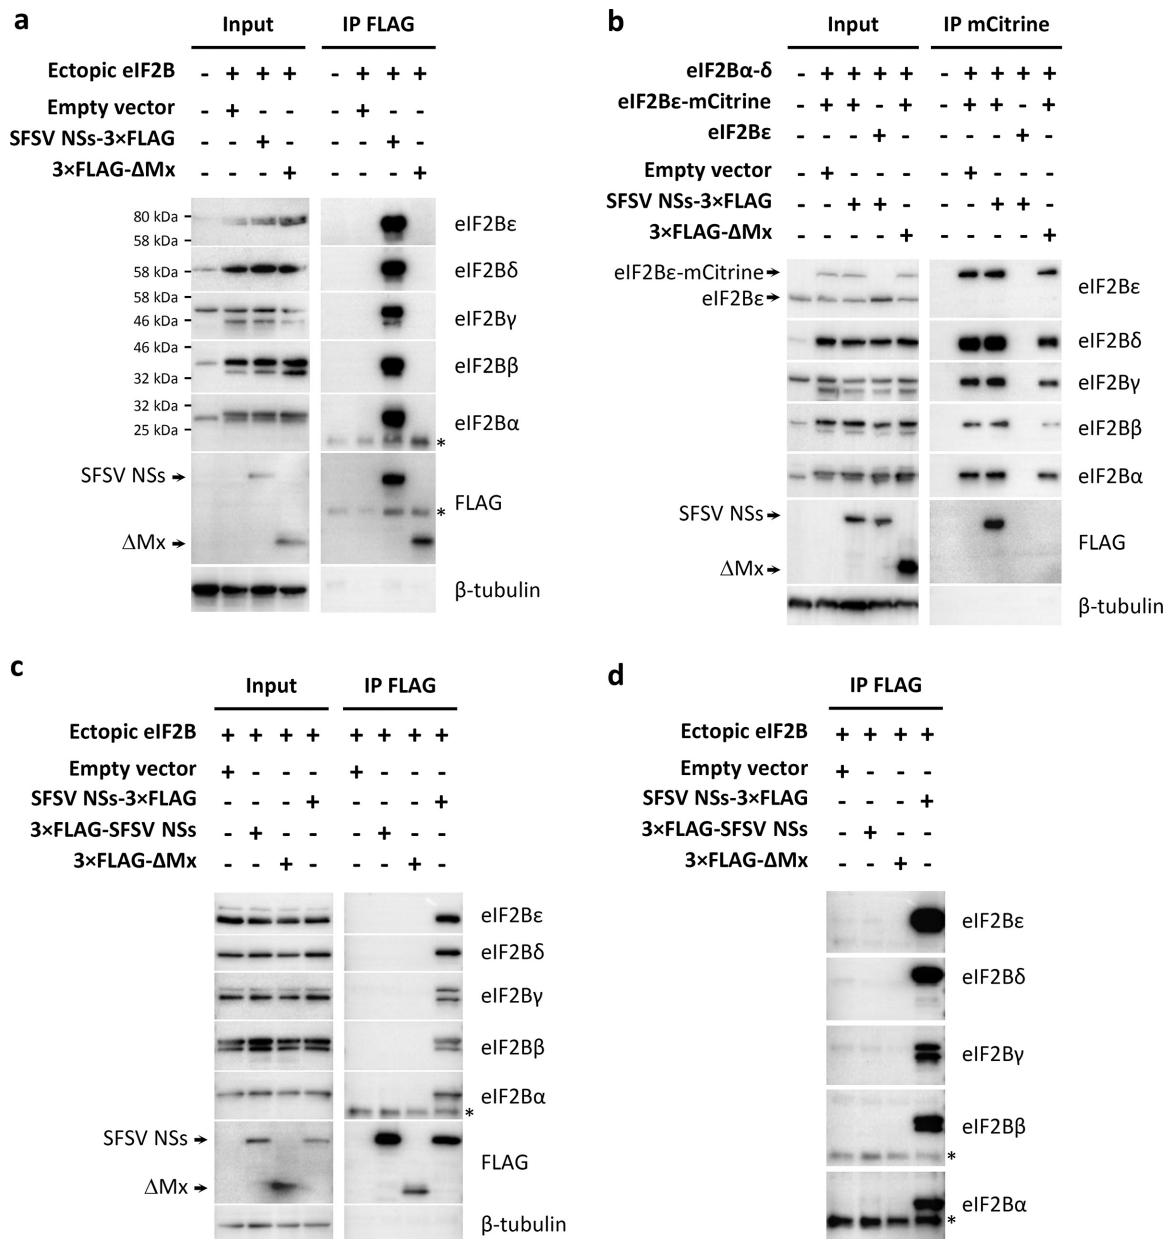 a
Input IP FLAG
Ectopic eIF2B - + + + - + + +
Empty vector - + - - - + - -
SFSV NSs-3×FLAG - - + - - - + -
3×FLAG-ΔMx - - - + - - - +
80 kDa
58 kDa
eIF2Bε
58 kDa
eIF2Bδ
58 kDa
46 kDa
eIF2Bγ
46 kDa
32 kDa
eIF2Bβ
32 kDa
25 kDa
eIF2Bα
*
SFSV NSs
FLAG
*
ΔMx
β-tubulin
b
Input IP mCitrine
eIF2Bα-δ - + + + + - + + + +
eIF2Bε-mCitrine - + + - + - + + - +
eIF2Bε - - - + - - - - + -
Empty vector - + - - - - + - - -
SFSV NSs-3×FLAG - - + + - - - + + -
3×FLAG-ΔMx - - - - + - - - - +
eIF2Bε-mCitrine
eIF2Bε
eIF2Bε
eIF2Bδ
eIF2Bγ
eIF2Bβ
eIF2Bα
SFSV NSs
FLAG
ΔMx
β-tubulin
c
Input IP FLAG
Ectopic eIF2B + + + + + + + +
Empty vector + - - - + - - -
SFSV NSs-3×FLAG - - - + - - - +
3×FLAG-SFSV NSs - + - - - + - -
3×FLAG-ΔMx - - + - - - + -
eIF2Bε
eIF2Bδ
eIF2Bγ
eIF2Bβ
eIF2Bα
*
SFSV NSs
FLAG
ΔMx
β-tubulin
d
IP FLAG
Ectopic eIF2B + + + +
Empty vector + - - -
SFSV NSs-3×FLAG - - - +
3×FLAG-SFSV NSs - + - -
3×FLAG-ΔMx - - + -
eIF2Bε
eIF2Bδ
eIF2Bγ
eIF2Bβ
*
eIF2Bα
*